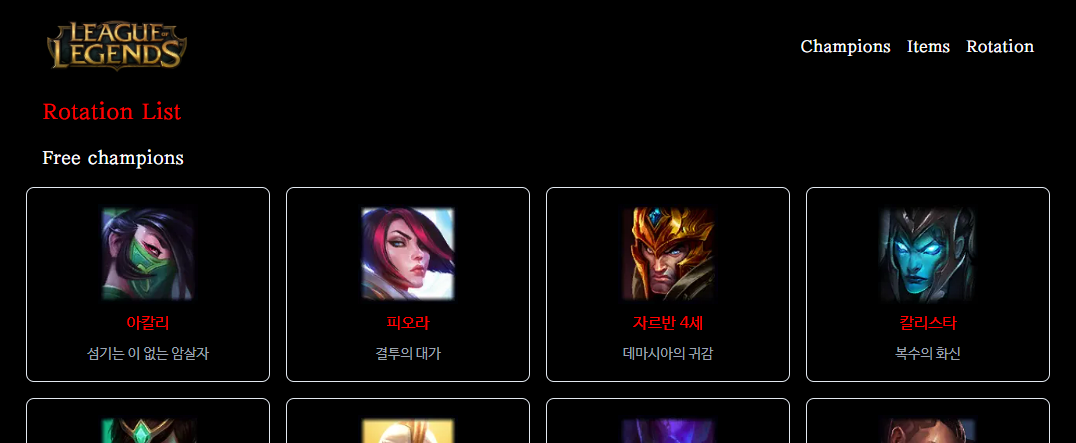 LEAGUE OF
LEGENDS
Champions Items Rotation
Rotation List
Free champions
아칼리
섬기는 이 없는 암살자
피오라
결투의 대가
자르반 4세
데마시아의 귀감
칼리스타
복수의 화신